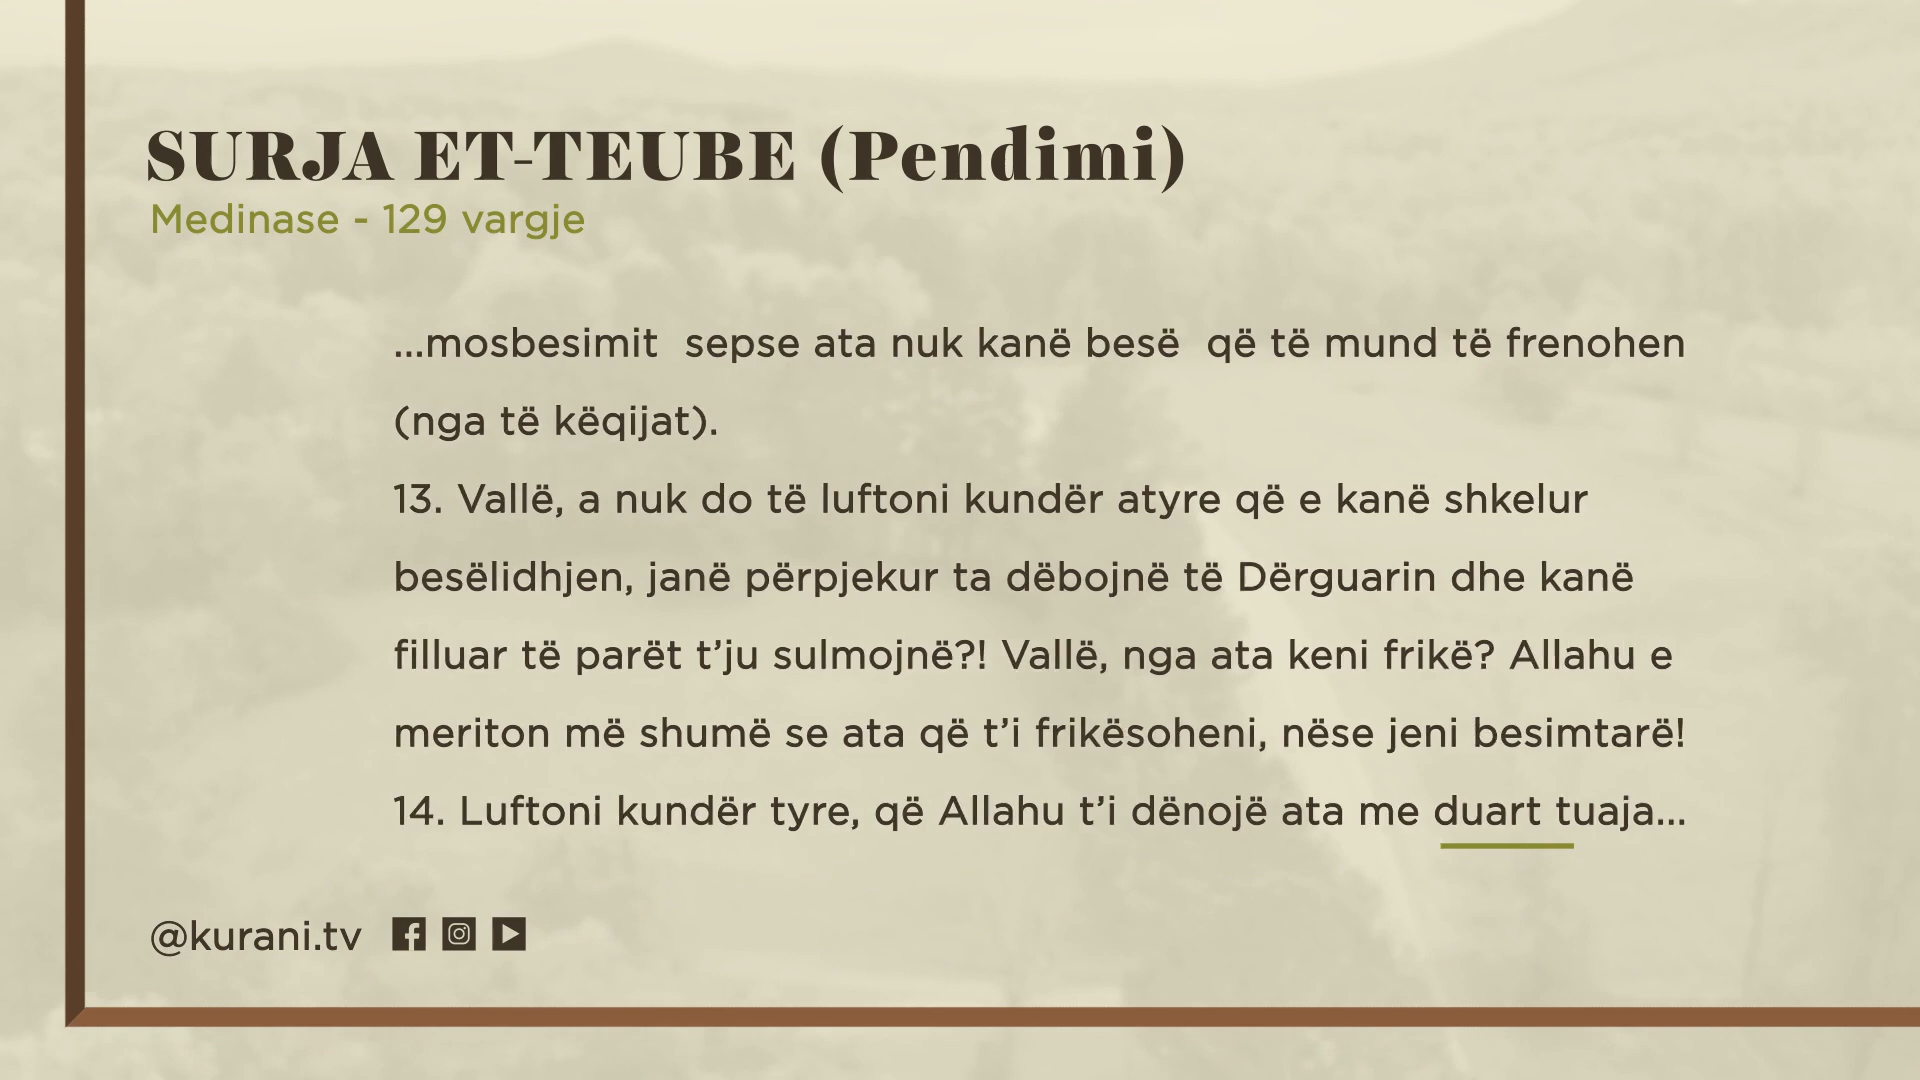 SURJA ET-TEUBE (Pendimi)
Medinase - 129 vargje
...mosbesimit  sepse ata nuk kanë besë  që të mund të frenohen
(nga të këqijat).
13. Vallë, a nuk do të luftoni kundër atyre që e kanë shkelur
besëlidhjen, janë përpjekur ta dëbojnë të Dërguarin dhe kanë
filluar të parët t’ju sulmojnë?! Vallë, nga ata keni frikë? Allahu e
meriton më shumë se ata që t’i frikësoheni, nëse jeni besimtarë!
14. Luftoni kundër tyre, që Allahu t’i dënojë ata me duart tuaja...
@kurani.tv